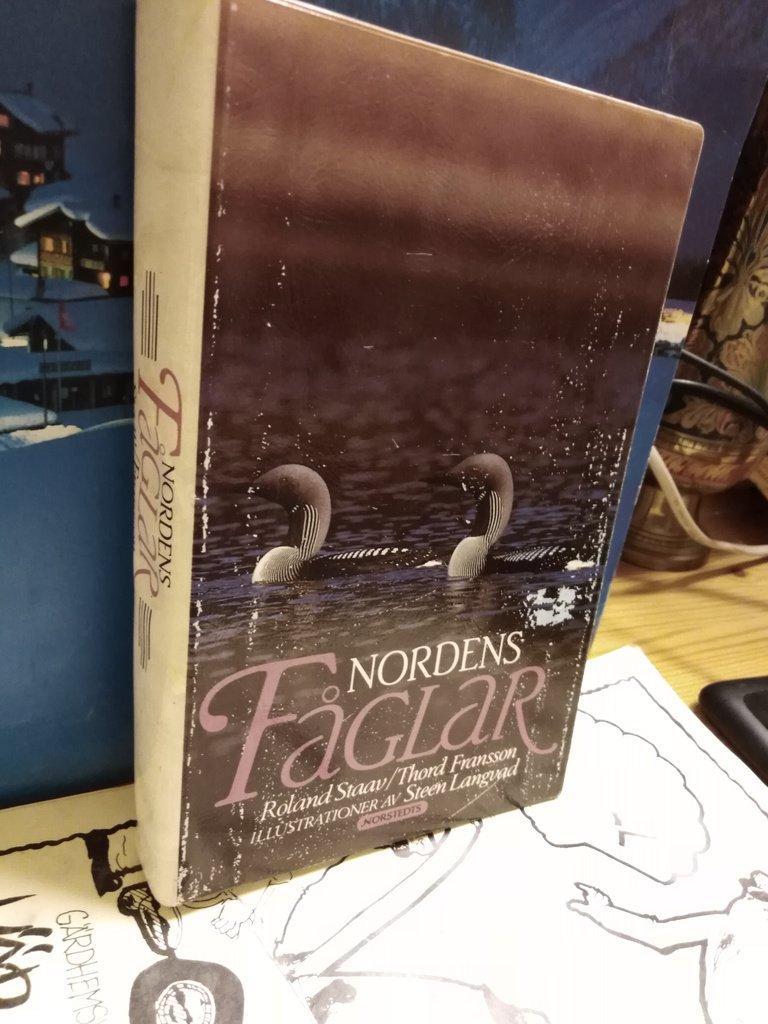 NORDENS
FÅGLAR
NORDENS
FÅGLAR
Roland Staav/Thord Fransson
ILLUSTRATIONER AV Steen Langvad
NORSTEDTS
GÄRDHEMS